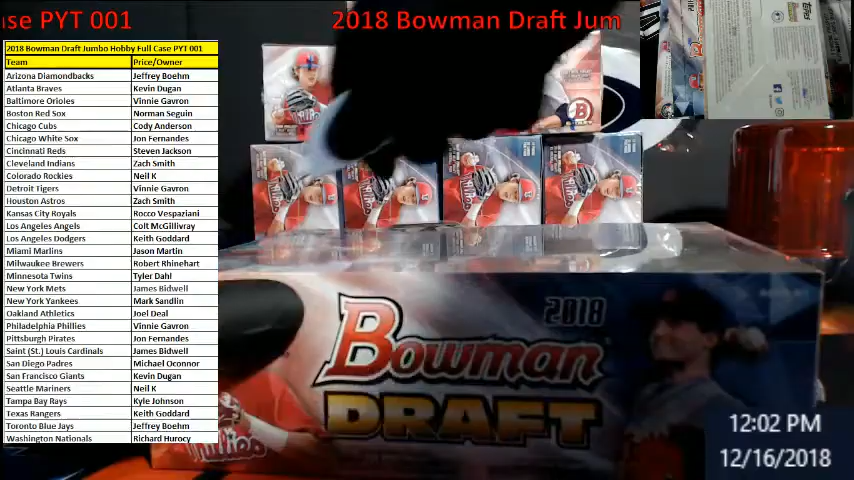 se PYT 001
2018 Bowman Draft Jum
2018 Bowman Draft Jumbo Hobby Full Case PYT 001
Team Price/Owner
Arizona Diamondbacks Jeffrey Boehm
Atlanta Braves Kevin Dugan
Baltimore Orioles Vinnie Gavron
Boston Red Sox Norman Seguin
Chicago Cubs Cody Anderson
Chicago White Sox Jon Fernandes
Cincinnati Reds Steven Jackson
Cleveland Indians Zach Smith
Colorado Rockies Neil K
Detroit Tigers Vinnie Gavron
Houston Astros Zach Smith
Kansas City Royals Rocco Vespaziani
Los Angeles Angels Colt McGillivray
Los Angeles Dodgers Keith Goddard
Miami Marlins Jason Martin
Milwaukee Brewers Robert Rhinehart
Minnesota Twins Tyler Dahl
New York Mets James Bidwell
New York Yankees Mark Sandlin
Oakland Athletics Joel Deal
Philadelphia Phillies Vinnie Gavron
Pittsburgh Pirates Jon Fernandes
Saint (St.) Louis Cardinals James Bidwell
San Diego Padres Michael Oconnor
San Francisco Giants Kevin Dugan
Seattle Mariners Neil K
Tampa Bay Rays Kyle Johnson
Texas Rangers Keith Goddard
Toronto Blue Jays Jeffrey Boehm
Washington Nationals Richard Hurocy
2018
Bowman
DRAFT
Phillies
topps
12:02 PM
12/16/2018